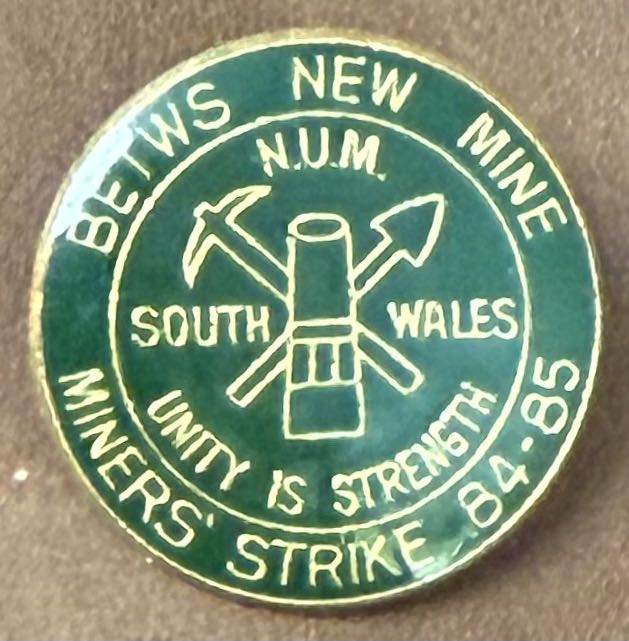 BETWS NEW MINE
N.U.M.
SOUTH WALES
UNITY IS STRENGTH
MINERS' STRIKE 84-85